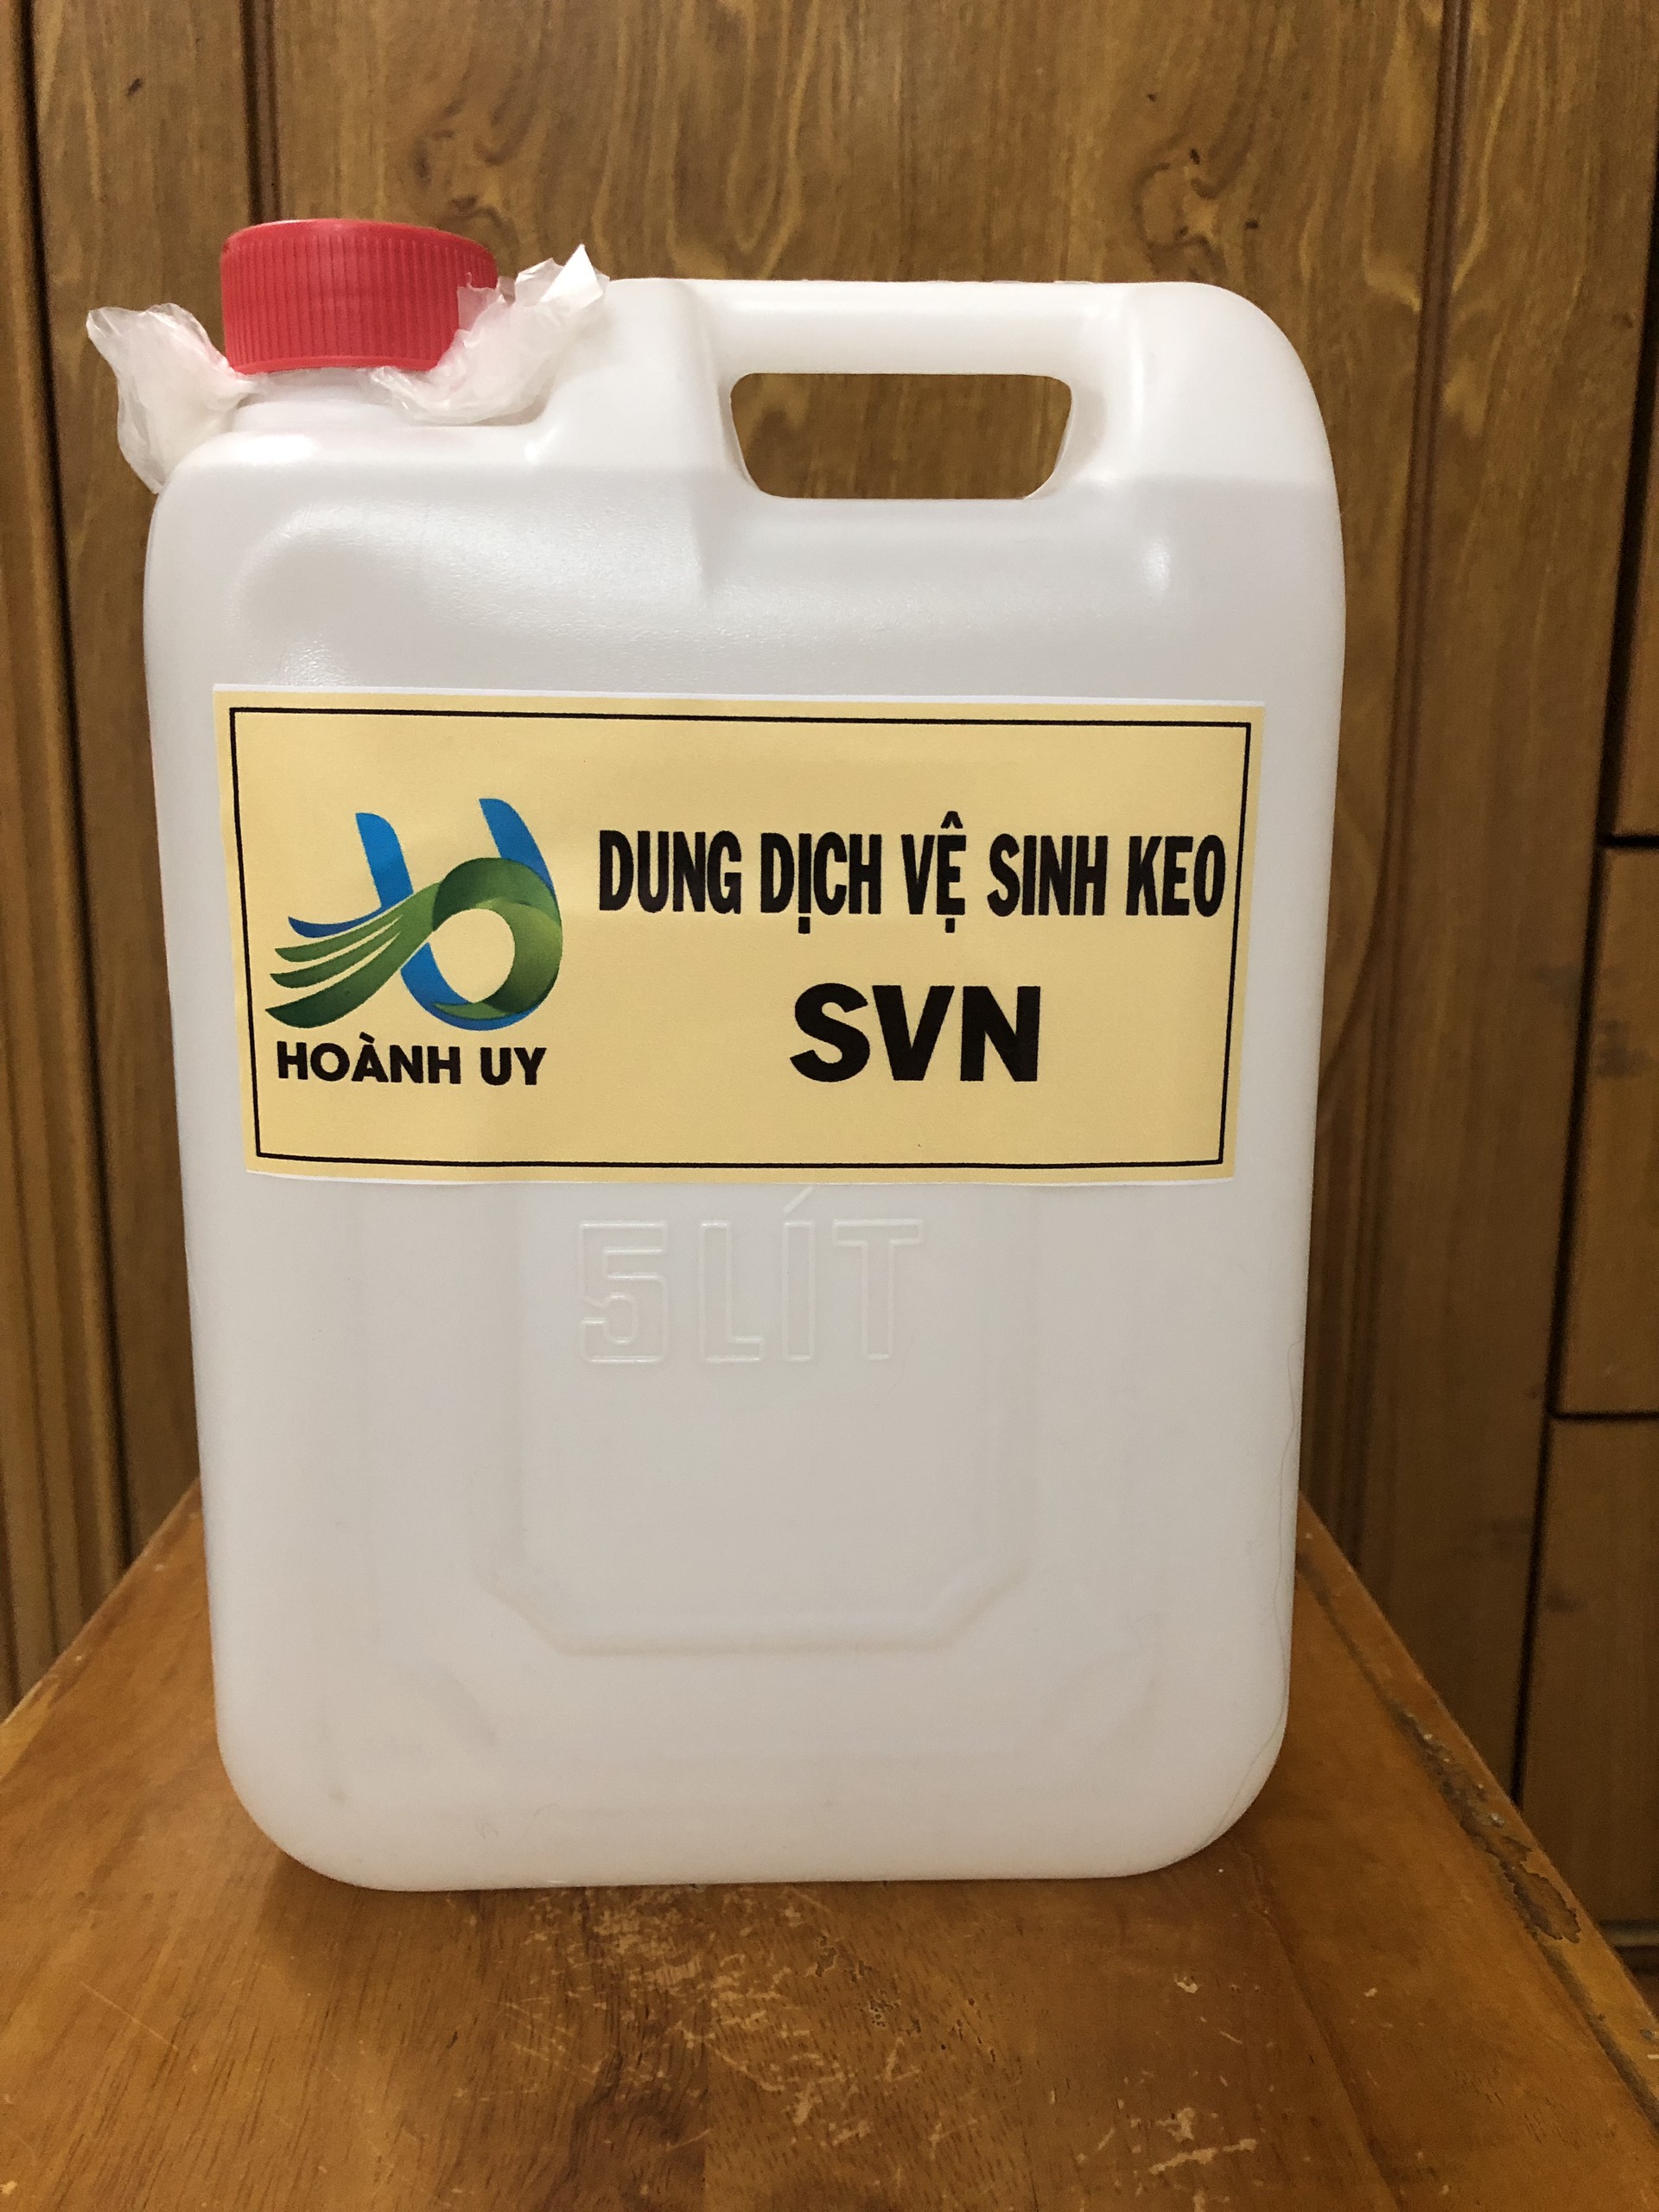 DUNG DỊCH VỆ SINH KEO
SVN
HOÀNH UY
5 LÍT